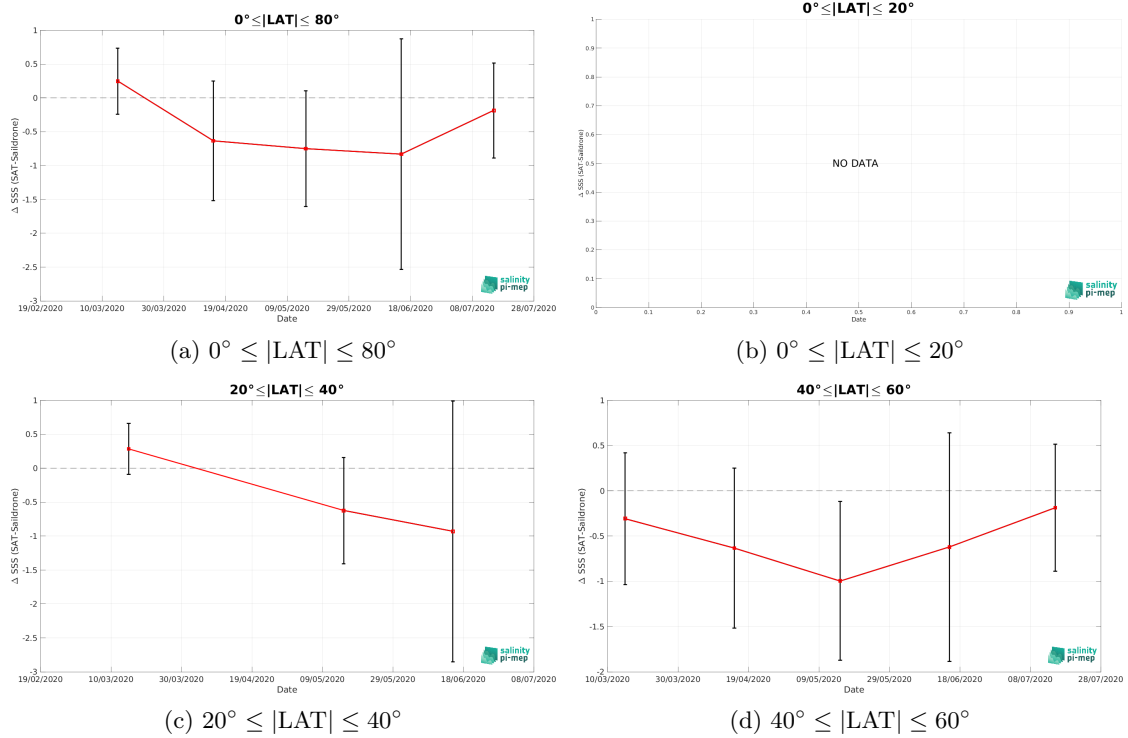 0°≤|LAT|≤ 80°
Δ SSS (SAT-Saildrone)
1
0.5
0
-0.5
-1
-1.5
-2
-2.5
-3
19/02/2020 10/03/2020 30/03/2020 19/04/2020 09/05/2020 29/05/2020 18/06/2020 08/07/2020 28/07/2020
Date
salinity
pi-mep
(a) 0° ≤ |LAT| ≤ 80°
0°≤|LAT|≤ 20°
Δ SSS (SAT-Saildrone)
1
0.9
0.8
0.7
0.6
0.5
0.4
0.3
0.2
0.1
0
NO DATA
0 0.1 0.2 0.3 0.4 0.5 0.6 0.7 0.8 0.9 1
Date
salinity
pi-mep
(b) 0° ≤ |LAT| ≤ 20°
20°≤|LAT|≤ 40°
Δ SSS (SAT-Saildrone)
1
0.5
0
-0.5
-1
-1.5
-2
-2.5
-3
19/02/2020 10/03/2020 30/03/2020 19/04/2020 09/05/2020 29/05/2020 18/06/2020 08/07/2020
Date
salinity
pi-mep
(c) 20° ≤ |LAT| ≤ 40°
40°≤|LAT|≤ 60°
Δ SSS (SAT-Saildrone)
1
0.5
0
-0.5
-1
-1.5
-2
10/03/2020 30/03/2020 19/04/2020 09/05/2020 29/05/2020 18/06/2020 08/07/2020 28/07/2020
Date
salinity
pi-mep
(d) 40° ≤ |LAT| ≤ 60°